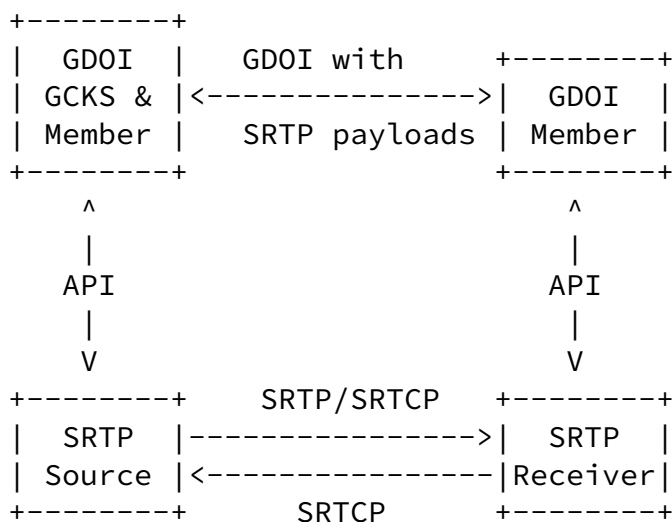 +--------+
|  GDOI  |   GDOI with     +--------+
| GCKS & |<--------------->|  GDOI  |
| Member |   SRTP payloads | Member |
+--------+                 +--------+
    ^                          ^
    |                          |
   API                        API
    |                          |
    V                          V
+--------+    SRTP/SRTCP   +--------+
|  SRTP  |---------------->|  SRTP  |
| Source |<----------------|Receiver|
+--------+      SRTCP      +--------+